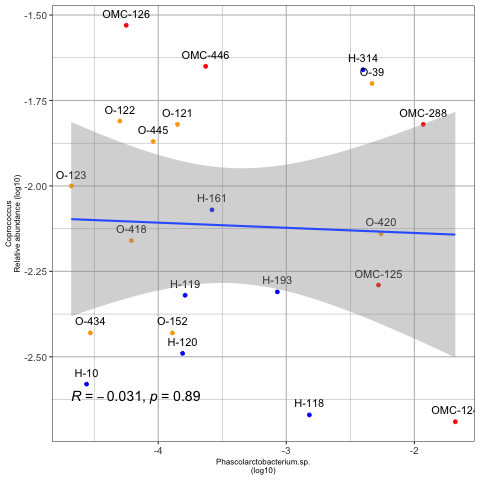 -1.50
OMC-126
OMC-446
H-314
O-39
-1.75
O-122
O-121
OMC-288
O-445
O-123
-2.00
H-161
O-418
O-420
-2.25
H-119
H-193
OMC-125
O-434
O-152
H-120
-2.50
H-10
R = −0.031, p = 0.89
H-118
OMC-124
-4
-3
-2
Coprococcus
Relative abundance (log10)
Phascolarctobacterium.sp.
(log10)